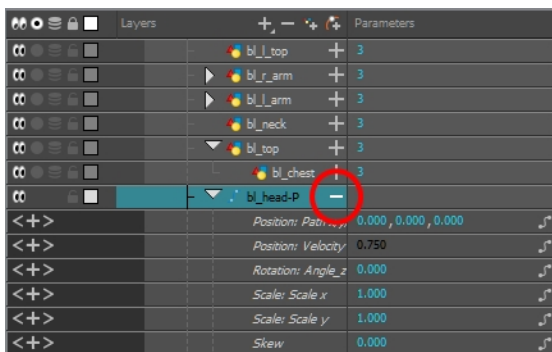 Layers Parameters
bl_l_top 3
bl_r_arm 3
bl_l_arm 3
bl_neck 3
bl_top 3
bl_chest 3
bl_head-P
Position: 0.000 , 0.000 , 0.000
Position: Velocity 0.750
Rotation: Angle_z 0.000
Scale: Scale x 1.000
Scale: Scale y 1.000
Skew 0.000